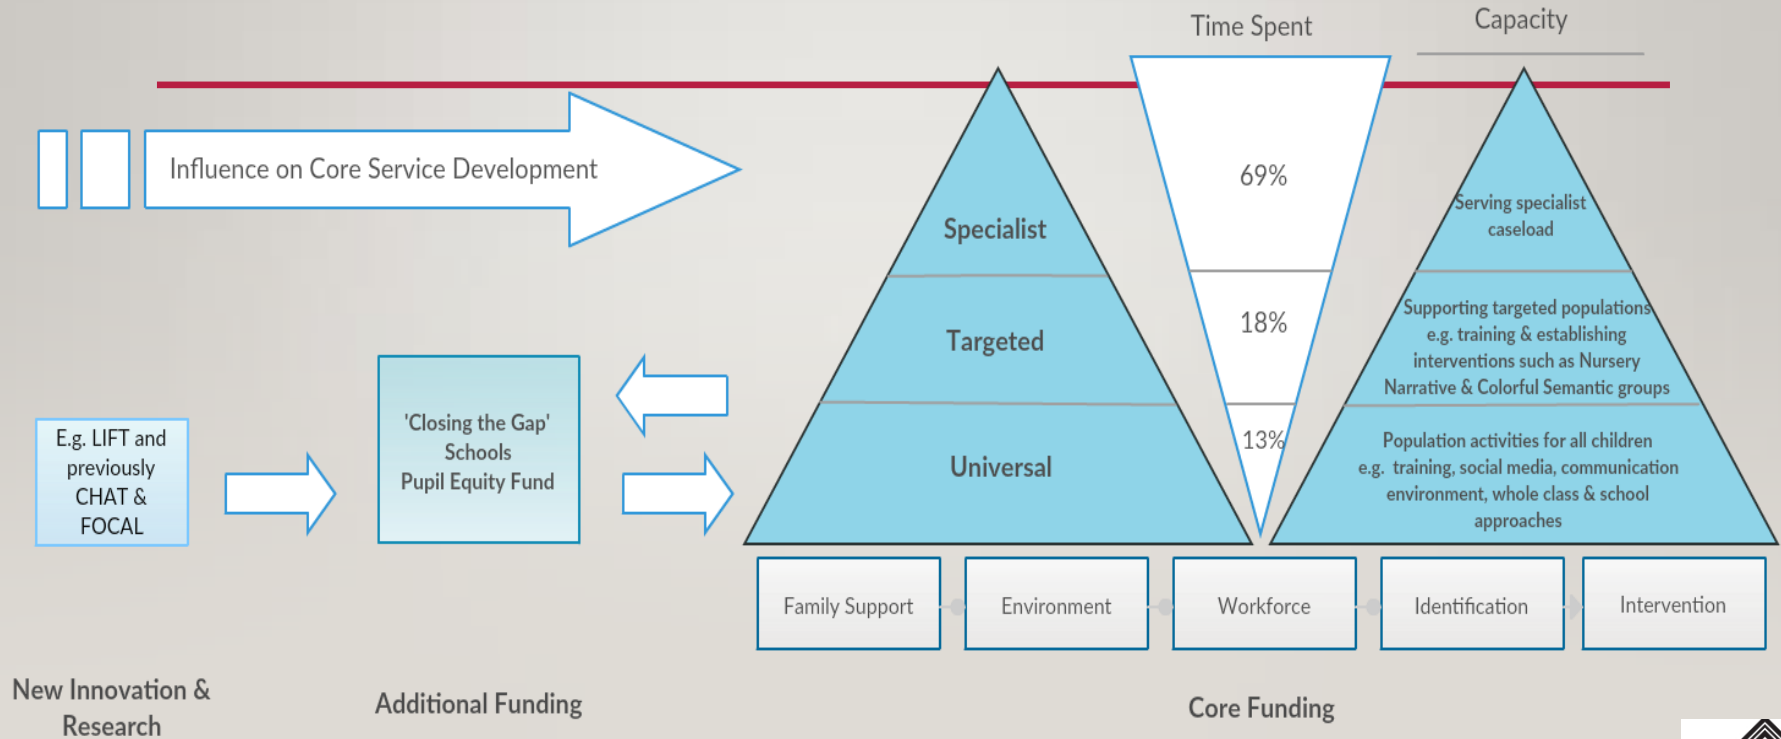 Time Spent
Capacity
Influence on Core Service Development
69%
Specialist
Serving specialist
caseload
18%
Targeted
Supporting targeted populations
e.g. training & establishing
interventions such as Nursery
Narrative & Colorful Semantic groups
13%
Universal
Population activities for all children
e.g. training, social media, communication
environment, whole class & school
approaches
E.g. LIFT and
previously
CHAT &
FOCAL
'Closing the Gap'
Schools
Pupil Equity Fund
Family Support
Environment
Workforce
Identification
Intervention
New Innovation &
Research
Additional Funding
Core Funding